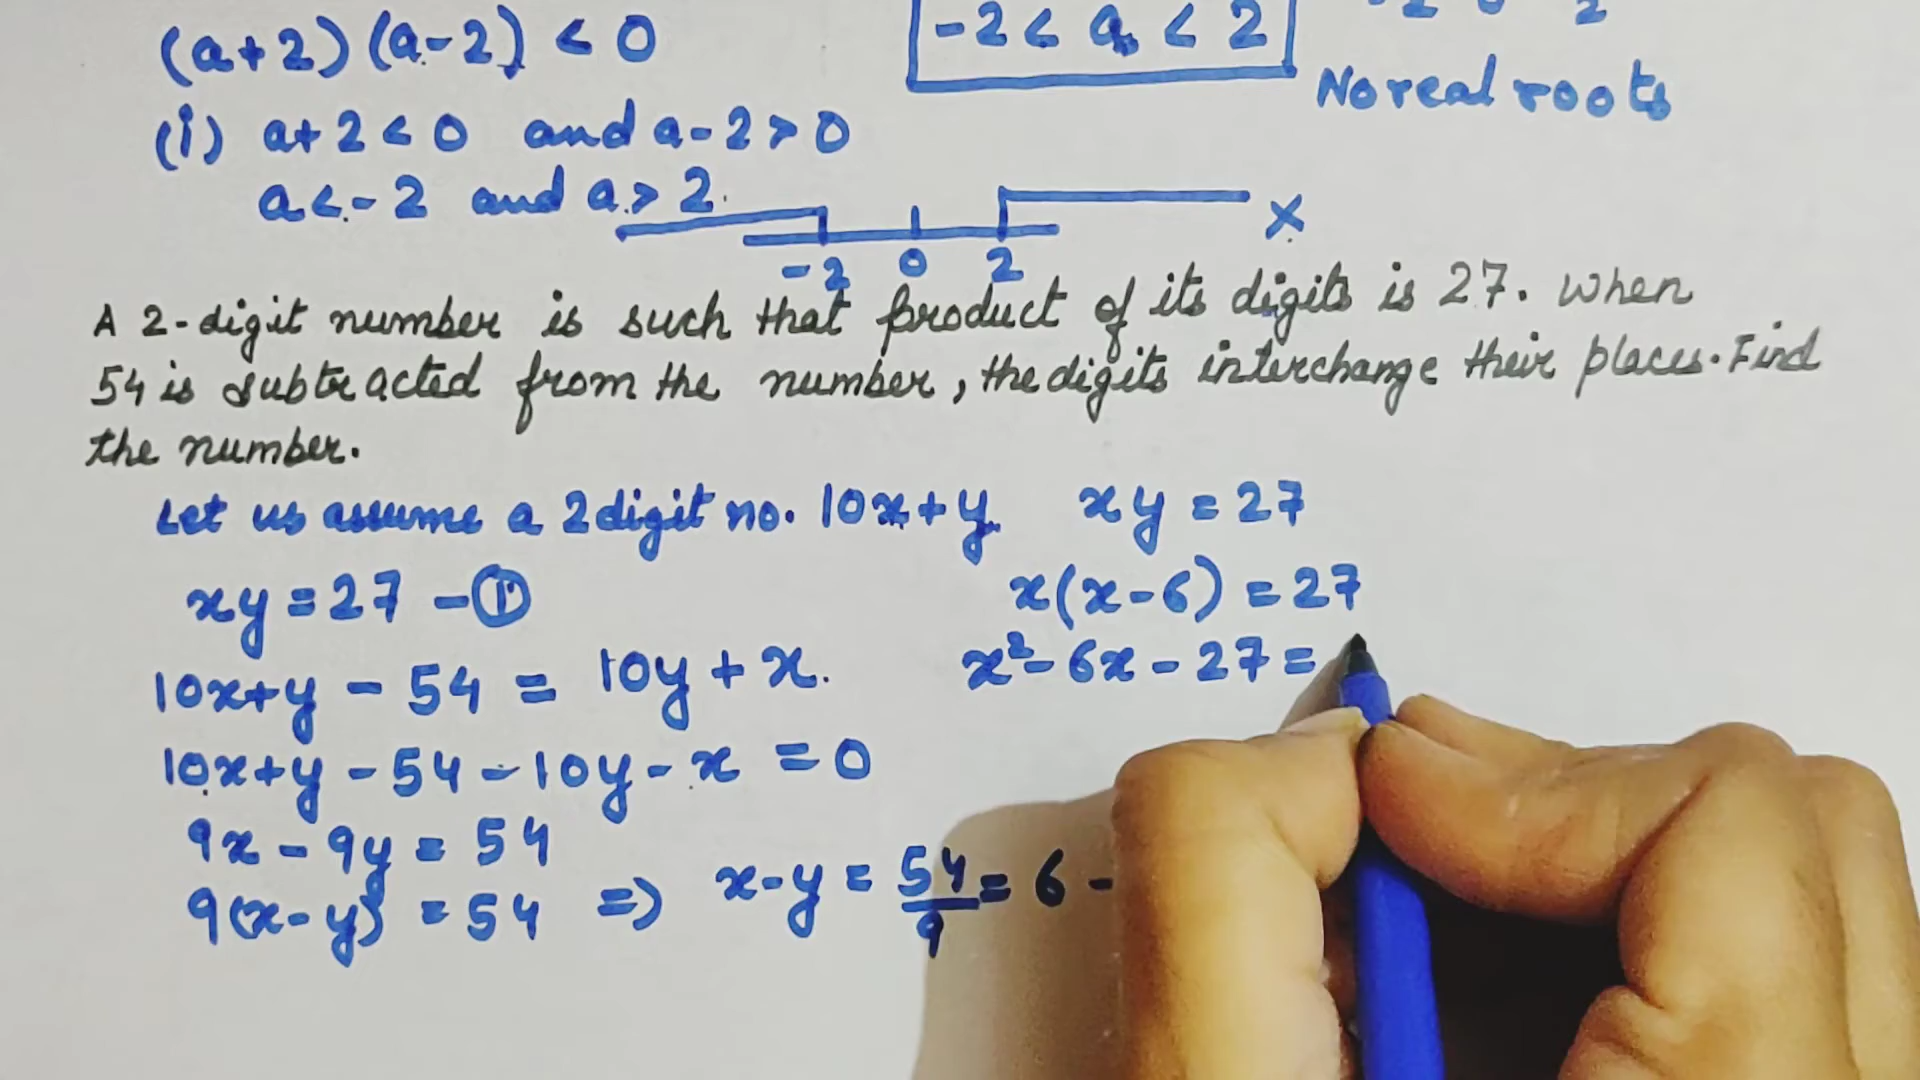 (a+2)(a-2) < 0
-2 < a < 2
No real roots
(i) a+2 < 0 and a-2 > 0
a < -2 and a > 2
x
-2 0 2
A 2-digit number is such that product of its digits is 27. When
54 is subtracted from the number, the digits interchange their places. Find
the number.
Let us assume a 2 digit no. 10x+y
xy = 27 - ①
10x+y - 54 = 10y + x.
10x+y - 54 - 10y - x = 0
9x - 9y = 54
9(x-y) = 54 => x-y = 54/9 = 6 -
xy = 27
x(x-6) = 27
x² - 6x - 27 =